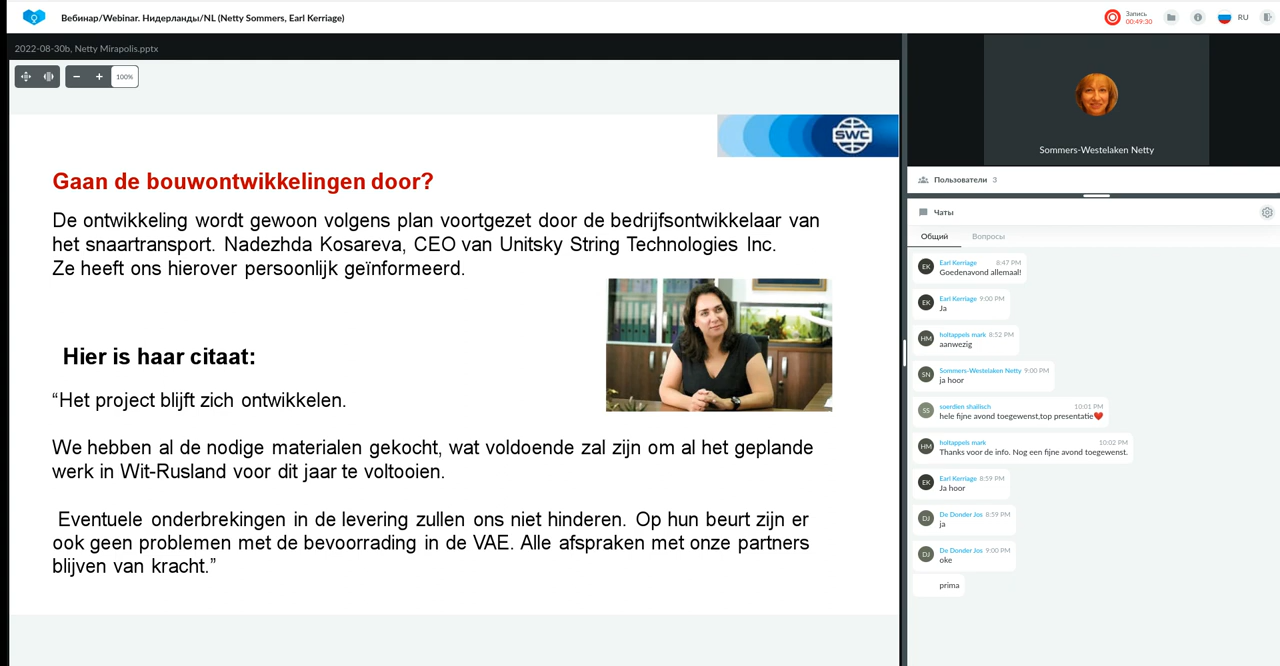 Вебинар/Webinar. Нидерланды/NL (Netty Sommers, Earl Kerriage)
Запись
00:49:30
RU
2022-08-30b, Netty Mirapolis.pptx
100%
SWC
Gaan de bouwontwikkelingen door?
De ontwikkeling wordt gewoon volgens plan voortgezet door de bedrijfsontwikkelaar van
het snaartransport. Nadezhda Kosareva, CEO van Unitsky String Technologies Inc.
Ze heeft ons hierover persoonlijk geïnformeerd.
Hier is haar citaat:
“Het project blijft zich ontwikkelen.
We hebben al de nodige materialen gekocht, wat voldoende zal zijn om al het geplande
werk in Wit-Rusland voor dit jaar te voltooien.
Eventuele onderbrekingen in de levering zullen ons niet hinderen. Op hun beurt zijn er
ook geen problemen met de bevoorrading in de VAE. Alle afspraken met onze partners
blijven van kracht.”
Sommers-Westelaken Netty
Пользователи 3
Чаты
Общий Вопросы
EK Earl Kerriage 8:47 PM
Goedenavond allemaal!
EK Earl Kerriage 9:00 PM
Ja
HM holtappels mark 8:52 PM
aanwezig
SN Sommers-Westelaken Netty 9:00 PM
ja hoor
SS soerdien shailisch 10:01 PM
hele fijne avond toegewenst,top presentatie❤️
HM holtappels mark 10:02 PM
Thanks voor de info. Nog een fijne avond toegewenst.
EK Earl Kerriage 8:59 PM
Ja hoor
DJ De Donder Jos 8:59 PM
ja
DJ De Donder Jos 9:00 PM
oke
prima